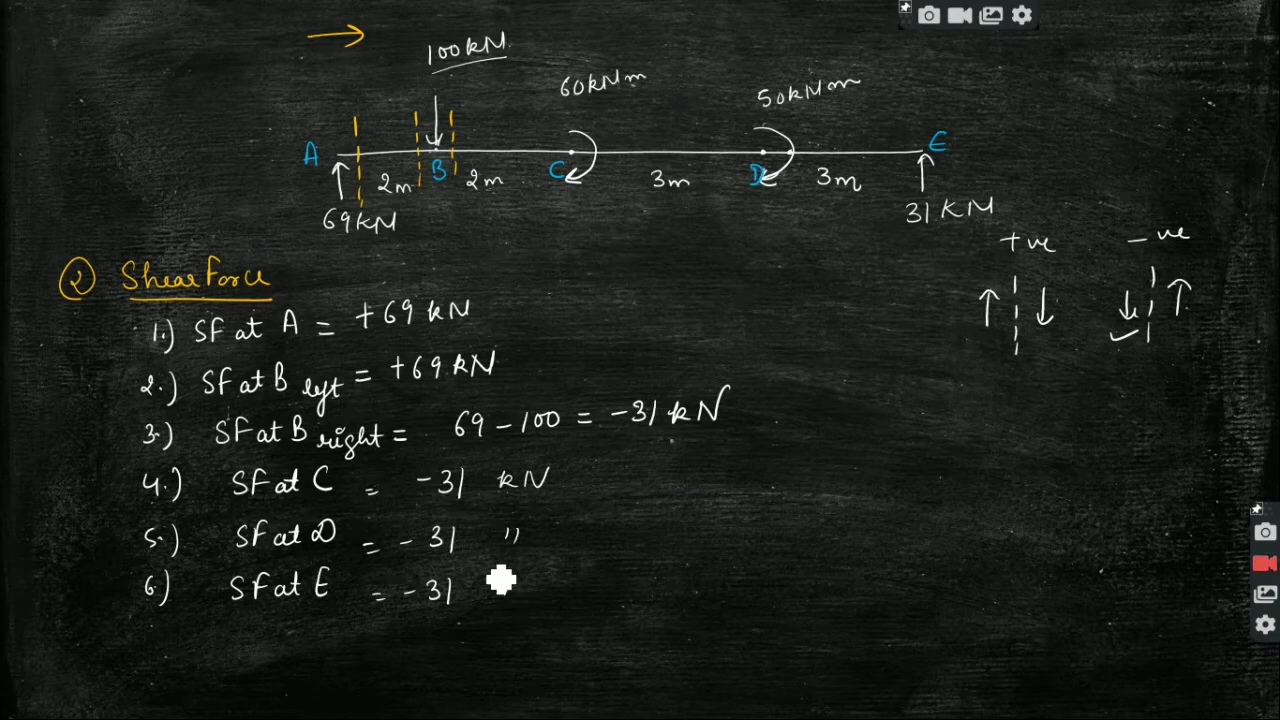 100kN
60kNm
50kNm
A B C D E
2m 2m 3m 3m
69kN 31 KN
+ve - ve
② Shear Force
1.) SF at A = +69 kN
2.) SF at B left = +69 kN
3.) SF at B right = 69 - 100 = -31 kN
4.) SF at C = -31 kN
5.) SF at D = -31 "
6.) SF at E = -31